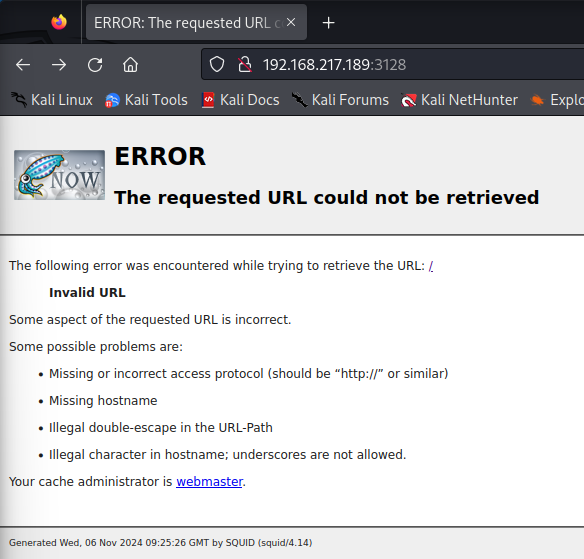 ERROR: The requested URL c
192.168.217.189:3128
Kali Linux Kali Tools Kali Docs Kali Forums Kali NetHunter Explo
NOW
ERROR
The requested URL could not be retrieved
The following error was encountered while trying to retrieve the URL: /
Invalid URL
Some aspect of the requested URL is incorrect.
Some possible problems are:
• Missing or incorrect access protocol (should be “http://” or similar)
• Missing hostname
• Illegal double-escape in the URL-Path
• Illegal character in hostname; underscores are not allowed.
Your cache administrator is webmaster.
Generated Wed, 06 Nov 2024 09:25:26 GMT by SQUID (squid/4.14)